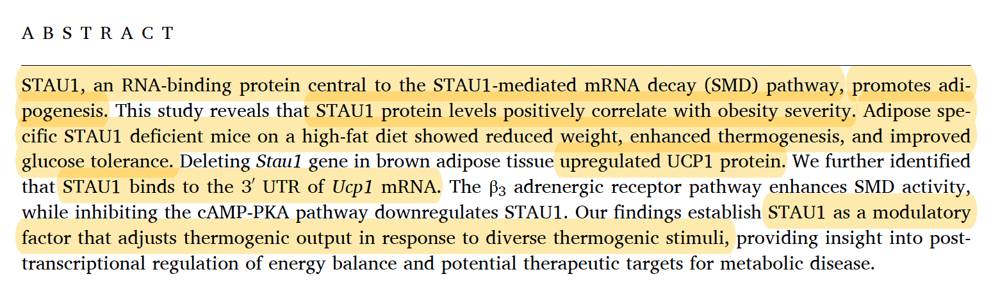 A B S T R A C T
STAU1, an RNA-binding protein central to the STAU1-mediated mRNA decay (SMD) pathway, promotes adi-
pogenesis. This study reveals that STAU1 protein levels positively correlate with obesity severity. Adipose spe-
cific STAU1 deficient mice on a high-fat diet showed reduced weight, enhanced thermogenesis, and improved
glucose tolerance. Deleting Stau1 gene in brown adipose tissue upregulated UCP1 protein. We further identified
that STAU1 binds to the 3′ UTR of Ucp1 mRNA. The β₃ adrenergic receptor pathway enhances SMD activity,
while inhibiting the cAMP-PKA pathway downregulates STAU1. Our findings establish STAU1 as a modulatory
factor that adjusts thermogenic output in response to diverse thermogenic stimuli, providing insight into post-
transcriptional regulation of energy balance and potential therapeutic targets for metabolic disease.